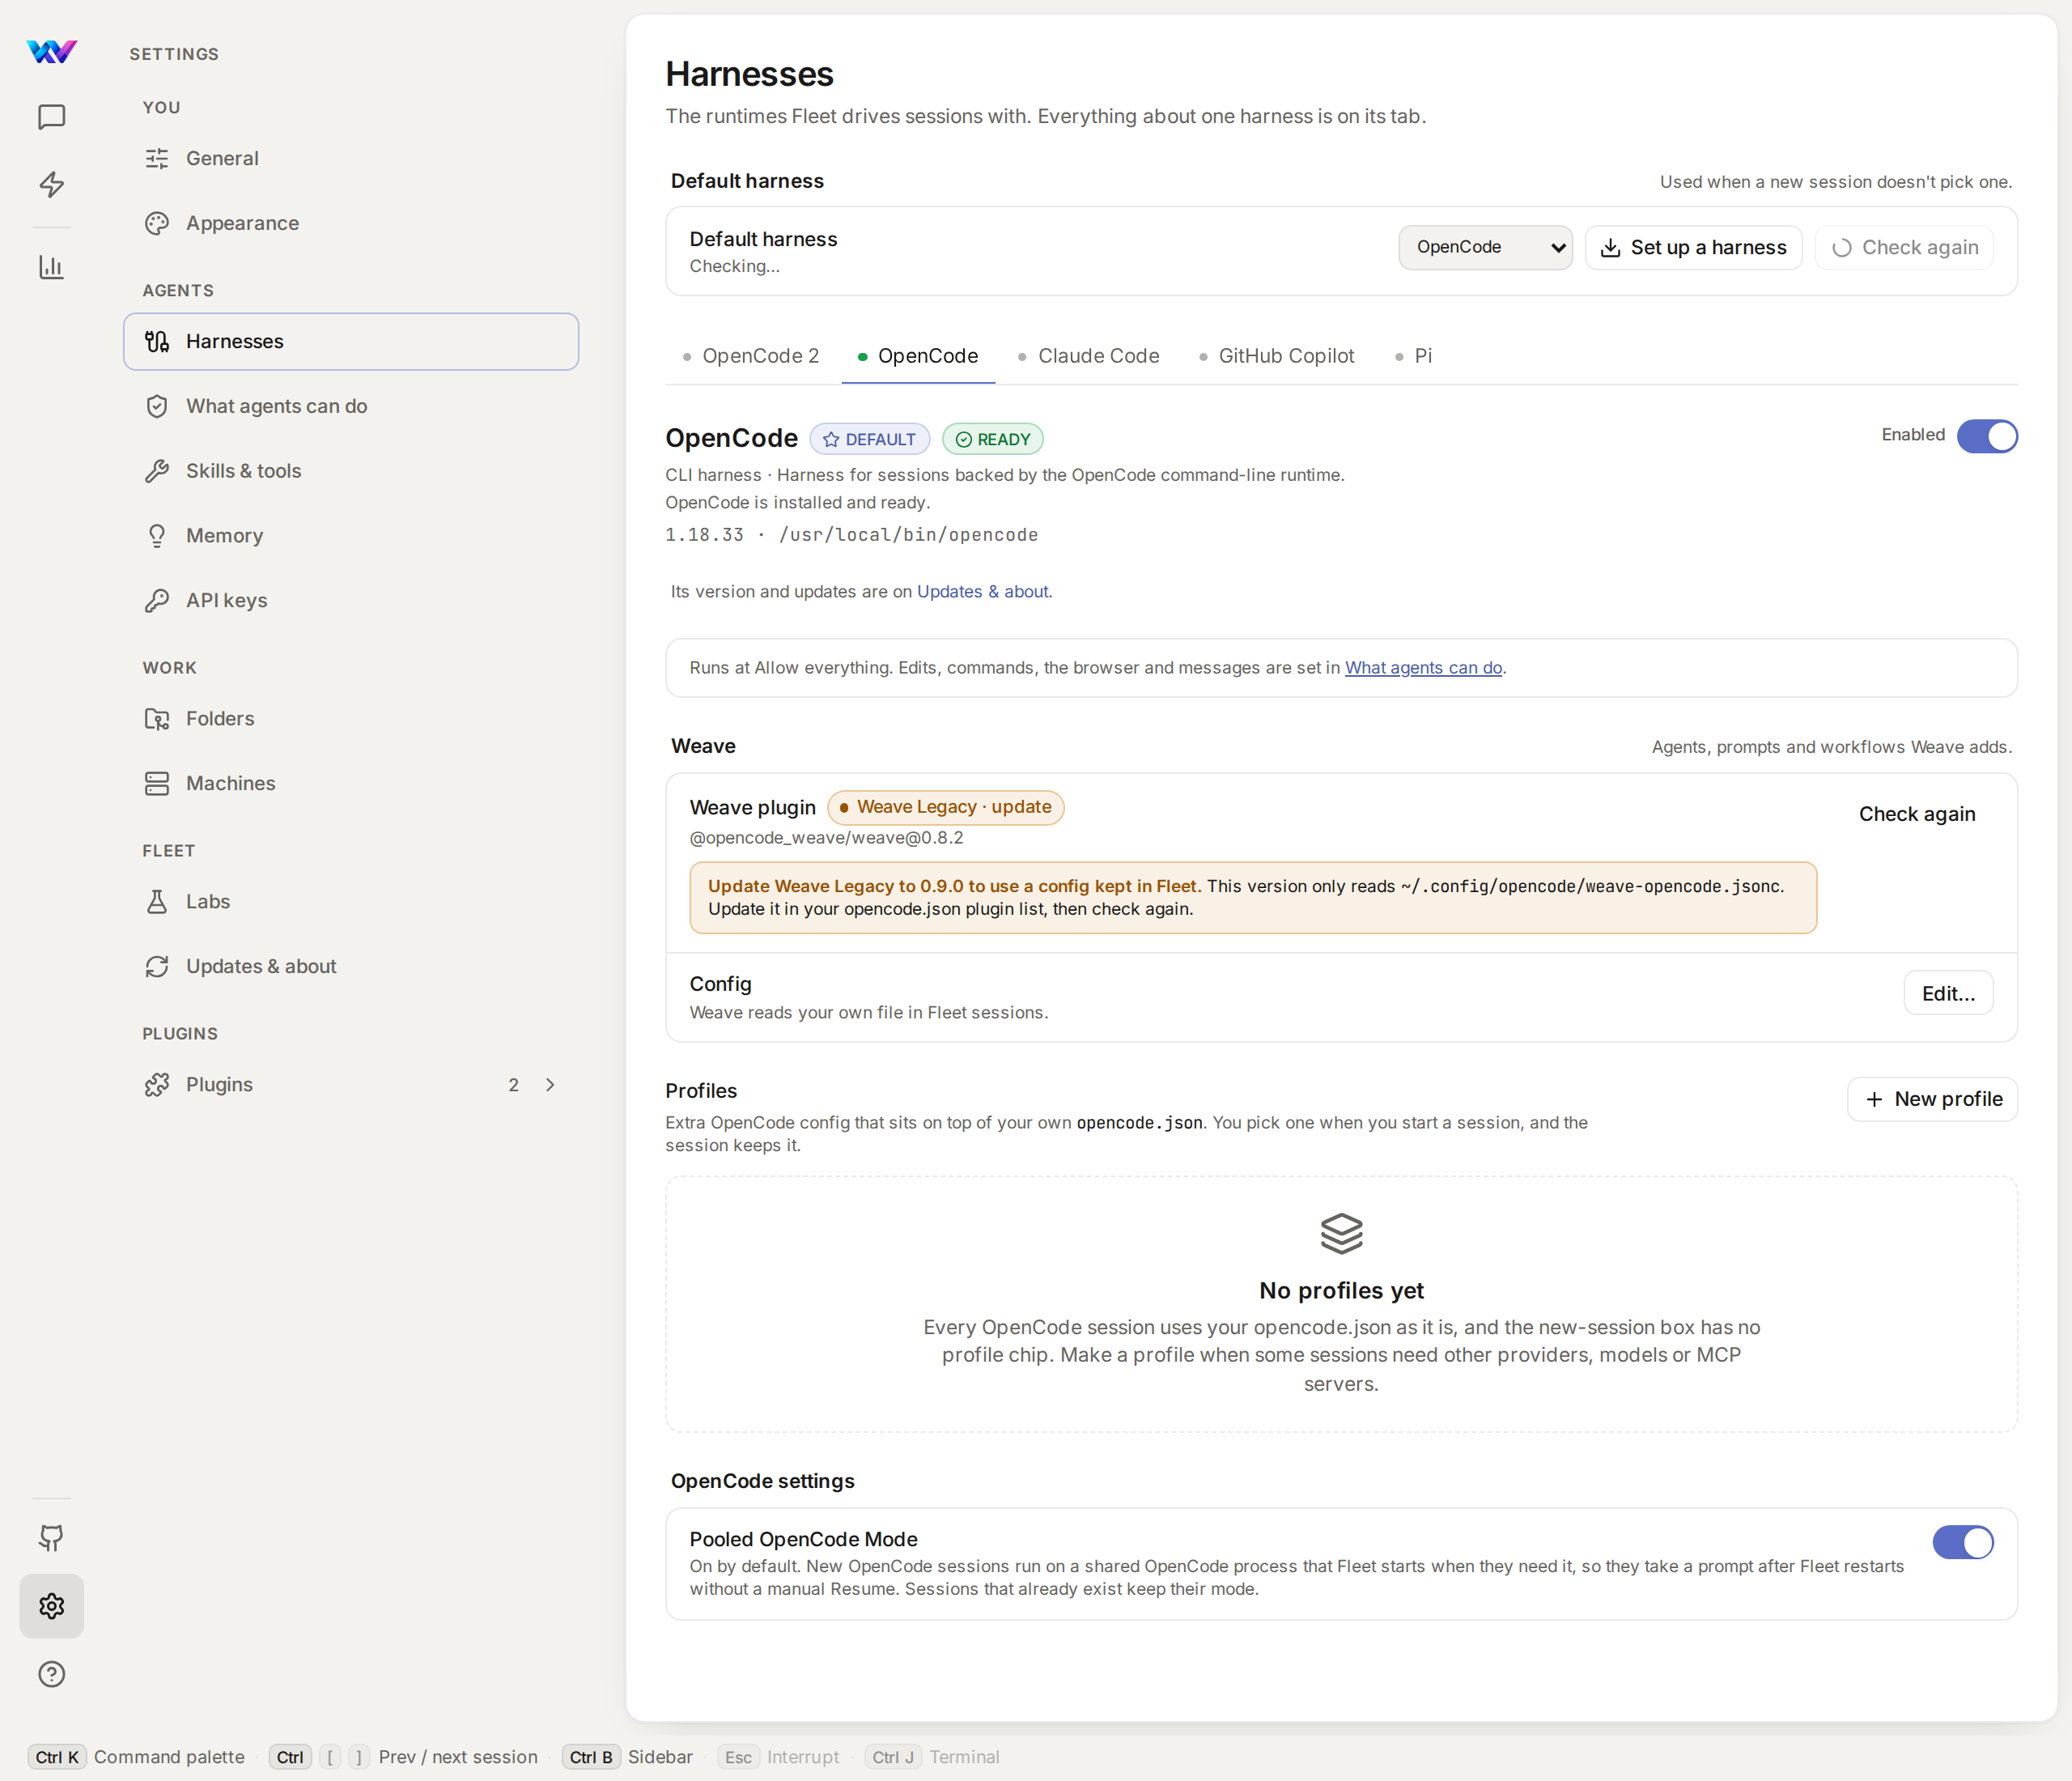 SETTINGS
YOU
General
Appearance
AGENTS
Harnesses
What agents can do
Skills & tools
Memory
API keys
WORK
Folders
Machines
FLEET
Labs
Updates & about
PLUGINS
Plugins 2
Harnesses
The runtimes Fleet drives sessions with. Everything about one harness is on its tab.
Default harness
Used when a new session doesn't pick one.
Default harness
Checking...
OpenCode
Set up a harness
Check again
OpenCode 2
OpenCode
Claude Code
GitHub Copilot
Pi
OpenCode DEFAULT READY
Enabled
CLI harness · Harness for sessions backed by the OpenCode command-line runtime.
OpenCode is installed and ready.
1.18.33 · /usr/local/bin/opencode
Its version and updates are on Updates & about.
Runs at Allow everything. Edits, commands, the browser and messages are set in What agents can do.
Weave
Agents, prompts and workflows Weave adds.
Weave plugin Weave Legacy · update
Check again
@opencode_weave/weave@0.8.2
Update Weave Legacy to 0.9.0 to use a config kept in Fleet. This version only reads ~/.config/opencode/weave-opencode.jsonc.
Update it in your opencode.json plugin list, then check again.
Config
Weave reads your own file in Fleet sessions.
Edit...
Profiles
New profile
Extra OpenCode config that sits on top of your own opencode.json. You pick one when you start a session, and the
session keeps it.
No profiles yet
Every OpenCode session uses your opencode.json as it is, and the new-session box has no
profile chip. Make a profile when some sessions need other providers, models or MCP
servers.
OpenCode settings
Pooled OpenCode Mode
On by default. New OpenCode sessions run on a shared OpenCode process that Fleet starts when they need it, so they take a prompt after Fleet restarts
without a manual Resume. Sessions that already exist keep their mode.
Ctrl K Command palette · Ctrl [ ] Prev / next session · Ctrl B Sidebar · Esc Interrupt · Ctrl J Terminal